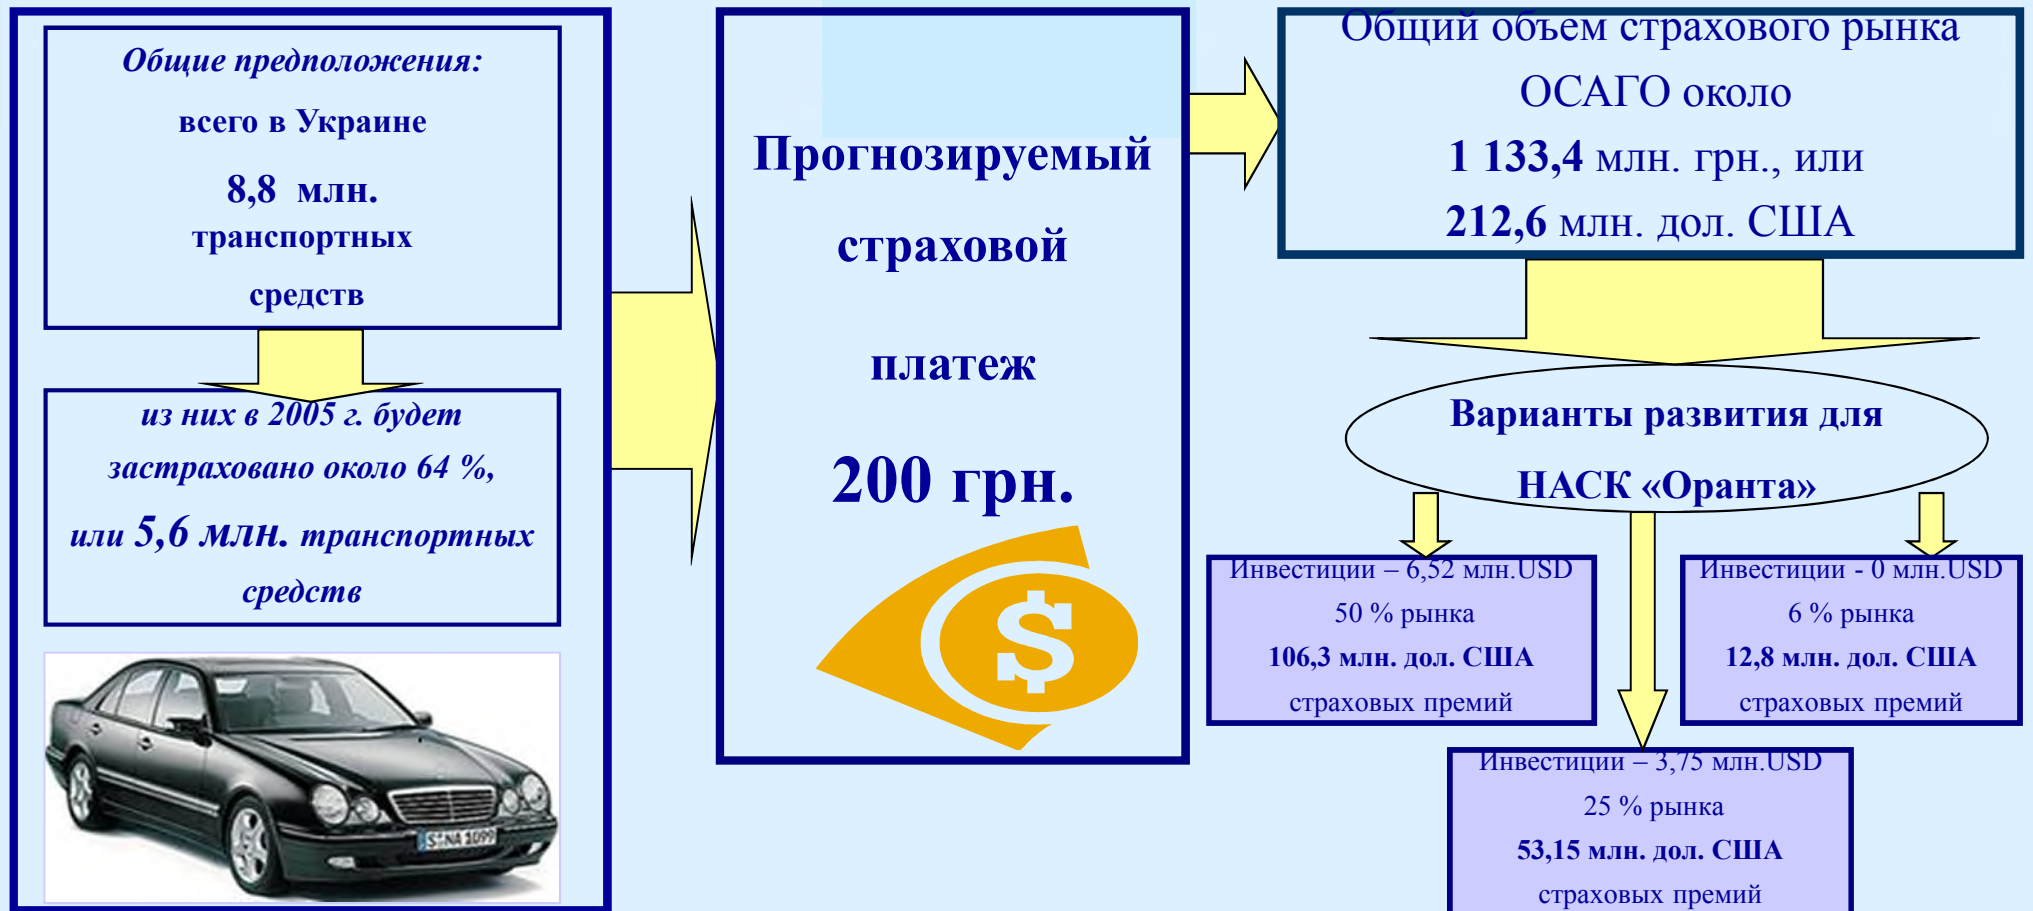 Общие предположения:
всего в Украине
8,8 млн.
транспортных
средств
из них в 2005 г. будет
застраховано около 64 %,
или 5,6 млн. транспортных
средств
S·NA 1099
Прогнозируемый
страховой
платеж
200 грн.
$
Общий объем страхового рынка
ОСАГО около
1 133,4 млн. грн., или
212,6 млн. дол. США
Варианты развития для
НАСК «Оранта»
Инвестиции – 6,52 млн.USD
50 % рынка
106,3 млн. дол. США
страховых премий
Инвестиции - 0 млн.USD
6 % рынка
12,8 млн. дол. США
страховых премий
Инвестиции – 3,75 млн.USD
25 % рынка
53,15 млн. дол. США
страховых премий